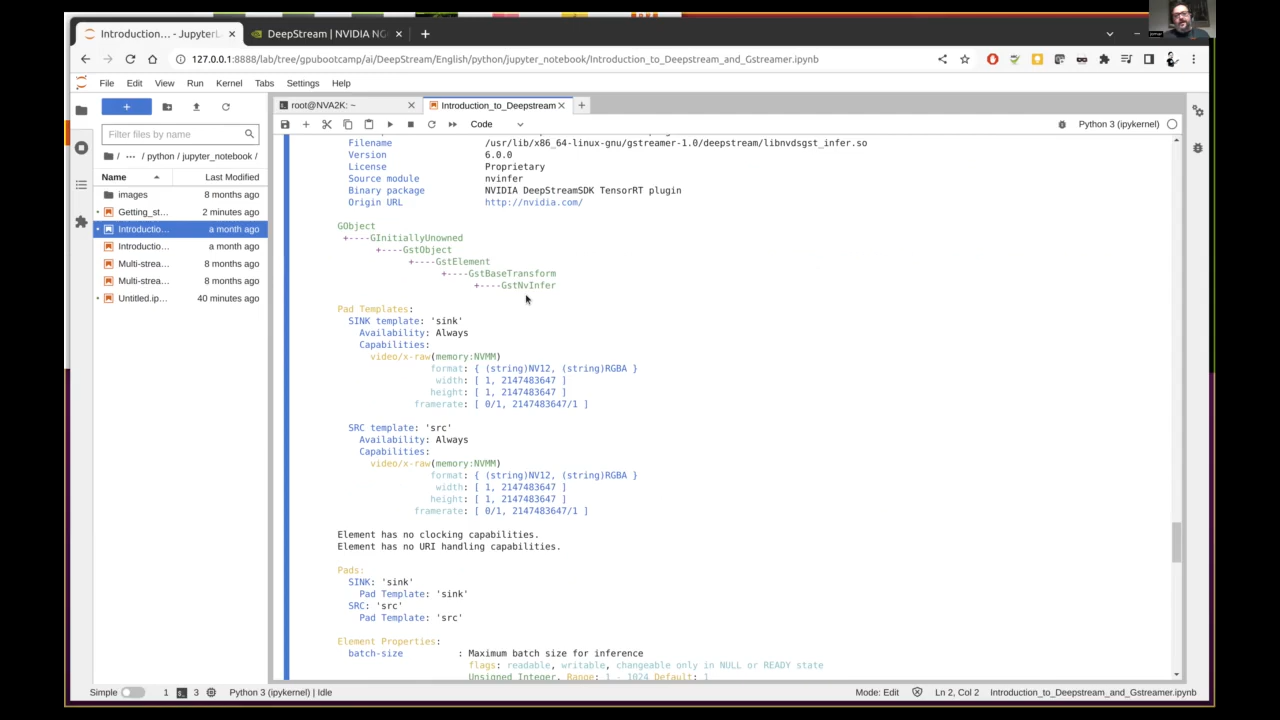 Introduction... - JupyterL
DeepStream | NVIDIA NG
127.0.0.1:8888/lab/tree/gpubootcamp/ai/DeepStream/English/python/jupyter_notebook/Introduction_to_Deepstream_and_Gstreamer.ipynb
File Edit View Run Kernel Tabs Settings Help
root@NVA2K: ~
Introduction_to_Deepstream
Code
Python 3 (ipykernel)
Filter files by name
/ ··· / python / jupyter_notebook /
Name Last Modified
images 8 months ago
Getting_st... 2 minutes ago
Introductio... a month ago
Introductio... a month ago
Multi-strea... 8 months ago
Multi-strea... 8 months ago
Untitled.ip... 40 minutes ago
Filename /usr/lib/x86_64-linux-gnu/gstreamer-1.0/deepstream/libnvdsgst_infer.so
Version 6.0.0
License Proprietary
Source module nvinfer
Binary package NVIDIA DeepStreamSDK TensorRT plugin
Origin URL http://nvidia.com/
GObject
+----GInitiallyUnowned
+----GstObject
+----GstElement
+----GstBaseTransform
+----GstNvInfer
Pad Templates:
SINK template: 'sink'
Availability: Always
Capabilities:
video/x-raw(memory:NVMM)
format: { (string)NV12, (string)RGBA }
width: [ 1, 2147483647 ]
height: [ 1, 2147483647 ]
framerate: [ 0/1, 2147483647/1 ]
SRC template: 'src'
Availability: Always
Capabilities:
video/x-raw(memory:NVMM)
format: { (string)NV12, (string)RGBA }
width: [ 1, 2147483647 ]
height: [ 1, 2147483647 ]
framerate: [ 0/1, 2147483647/1 ]
Element has no clocking capabilities.
Element has no URI handling capabilities.
Pads:
SINK: 'sink'
Pad Template: 'sink'
SRC: 'src'
Pad Template: 'src'
Element Properties:
batch-size : Maximum batch size for inference
flags: readable, writable, changeable only in NULL or READY state
Unsigned Integer. Range: 1 - 1024 Default: 1
Simple 1 3 Python 3 (ipykernel) | Idle
Mode: Edit Ln 2, Col 2 Introduction_to_Deepstream_and_Gstreamer.ipynb